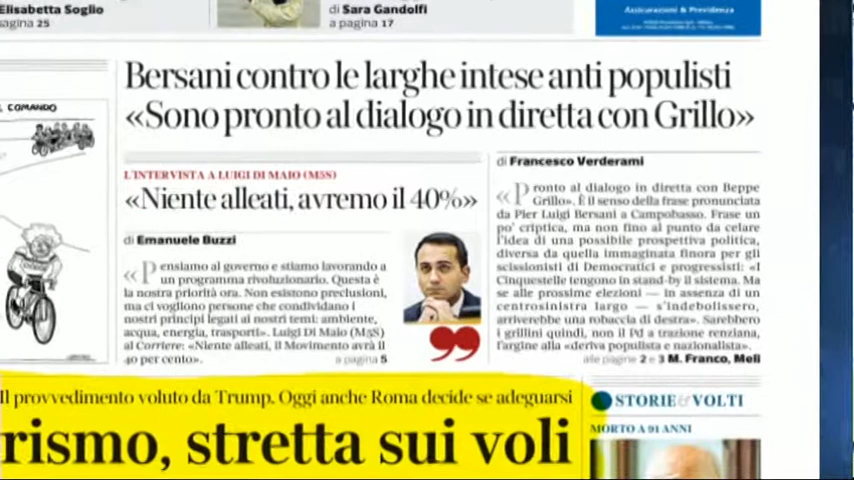 Elisabetta Soglio
pagina 25
di Sara Gandolfi
a pagina 17
Assicurazioni & Previdenza
Bersani contro le larghe intese anti populisti
«Sono pronto al dialogo in diretta con Grillo»
L COMANDO
L'INTERVISTA A LUIGI DI MAIO (M5S)
«Niente alleati, avremo il 40%»
di Emanuele Buzzi
«Pensiamo al governo e stiamo lavorando a
un programma rivoluzionario. Questa è
la nostra priorità ora. Non esistono preclusioni,
ma ci vogliono persone che condividano i
nostri principi legati ai nostri temi: ambiente,
acqua, energia, trasporti». Luigi Di Maio (M5S)
al Corriere: «Niente alleati, il Movimento avrà il
40 per cento».
a pagina 5
di Francesco Verderami
«Pronto al dialogo in diretta con Beppe
Grillo». È il senso della frase pronunciata
da Pier Luigi Bersani a Campobasso. Frase un
po' criptica, ma non fino al punto da celare
l'idea di una possibile prospettiva politica,
diversa da quella immaginata finora per gli
scissionisti di Democratici e progressisti: «I
Cinquestelle tengono in stand-by il sistema. Ma
se alle prossime elezioni — in assenza di un
centrosinistra largo — s'indebolissero,
arriverebbe una robaccia di destra». Sarebbero
i grillini quindi, non il Pd a trazione renziana,
l'argine alla «deriva populista e nazionalista».
alle pagine 2 e 3 M. Franco, Meli
Il provvedimento voluto da Trump. Oggi anche Roma decide se adeguarsi
rismo, stretta sui voli
STORIE & VOLTI
MORTO A 91 ANNI